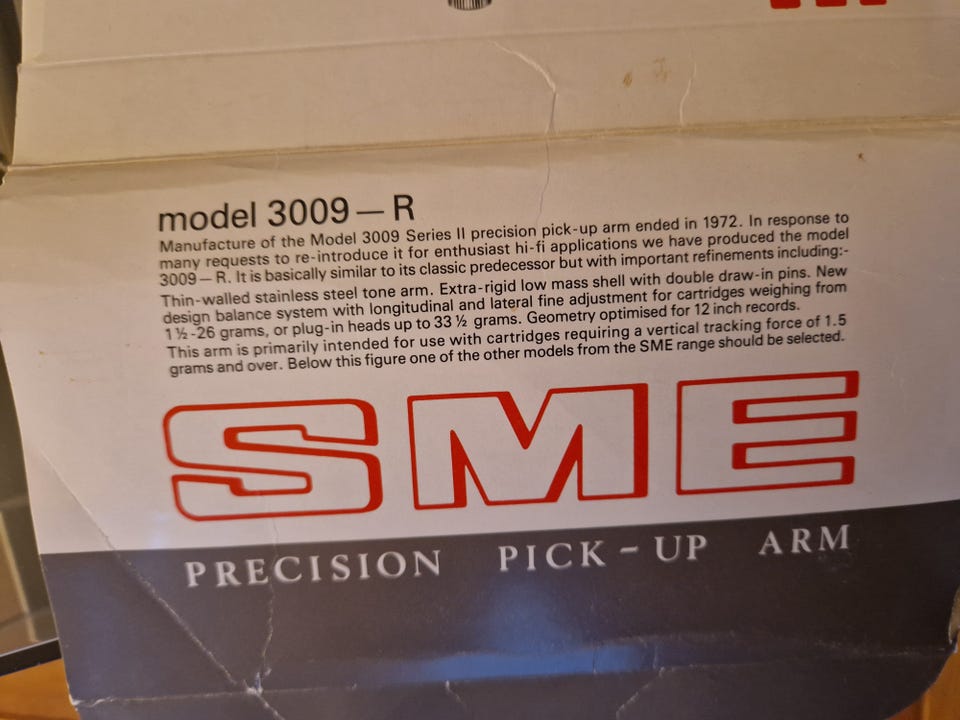 model 3009 — R
Manufacture of the Model 3009 Series II precision pick-up arm ended in 1972. In response to
many requests to re-introduce it for enthusiast hi-fi applications we have produced the model
3009 — R. It is basically similar to its classic predecessor but with important refinements including:-
Thin-walled stainless steel tone arm. Extra-rigid low mass shell with double draw-in pins. New
design balance system with longitudinal and lateral fine adjustment for cartridges weighing from
1 ½ -26 grams, or plug-in heads up to 33 ½ grams. Geometry optimised for 12 inch records.
This arm is primarily intended for use with cartridges requiring a vertical tracking force of 1.5
grams and over. Below this figure one of the other models from the SME range should be selected.
SME
PRECISION PICK-UP ARM